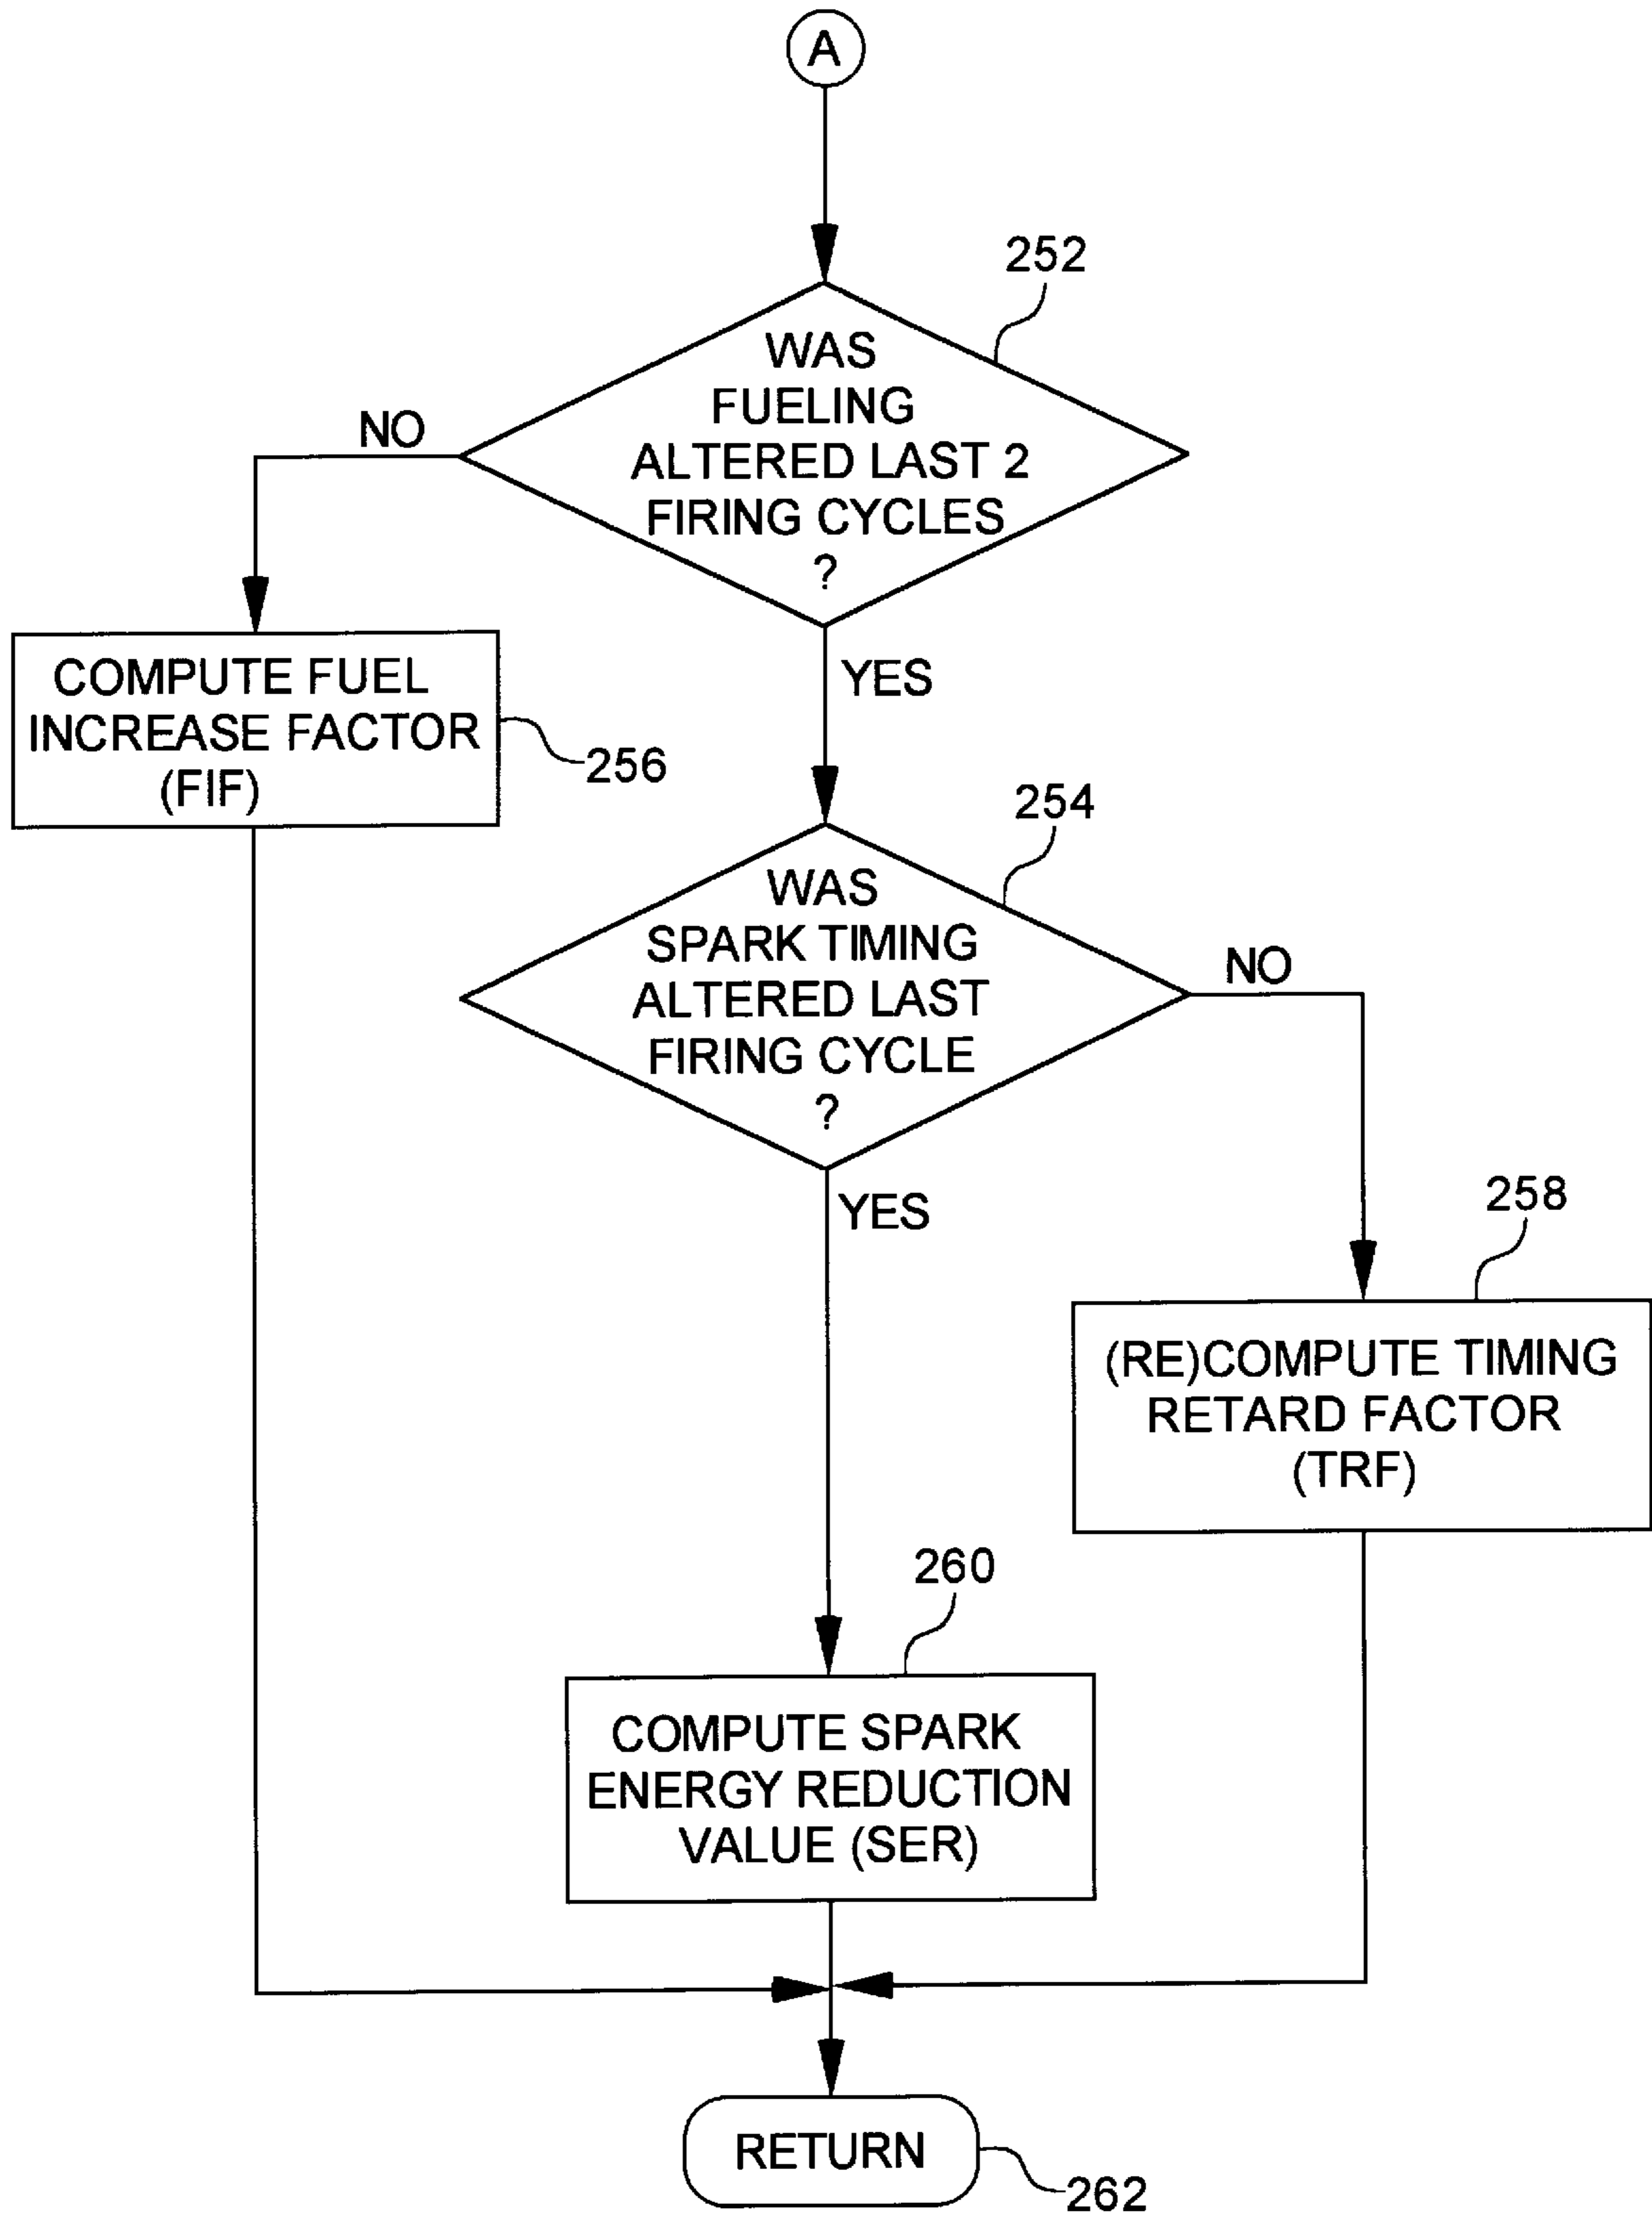 A
252
WAS
FUELING
ALTERED LAST 2
FIRING CYCLES
?
NO
YES
COMPUTE FUEL
INCREASE FACTOR
(FIF)
256
254
WAS
SPARK TIMING
ALTERED LAST
FIRING CYCLE
?
NO
YES
258
(RE)COMPUTE TIMING
RETARD FACTOR
(TRF)
260
COMPUTE SPARK
ENERGY REDUCTION
VALUE (SER)
RETURN
262